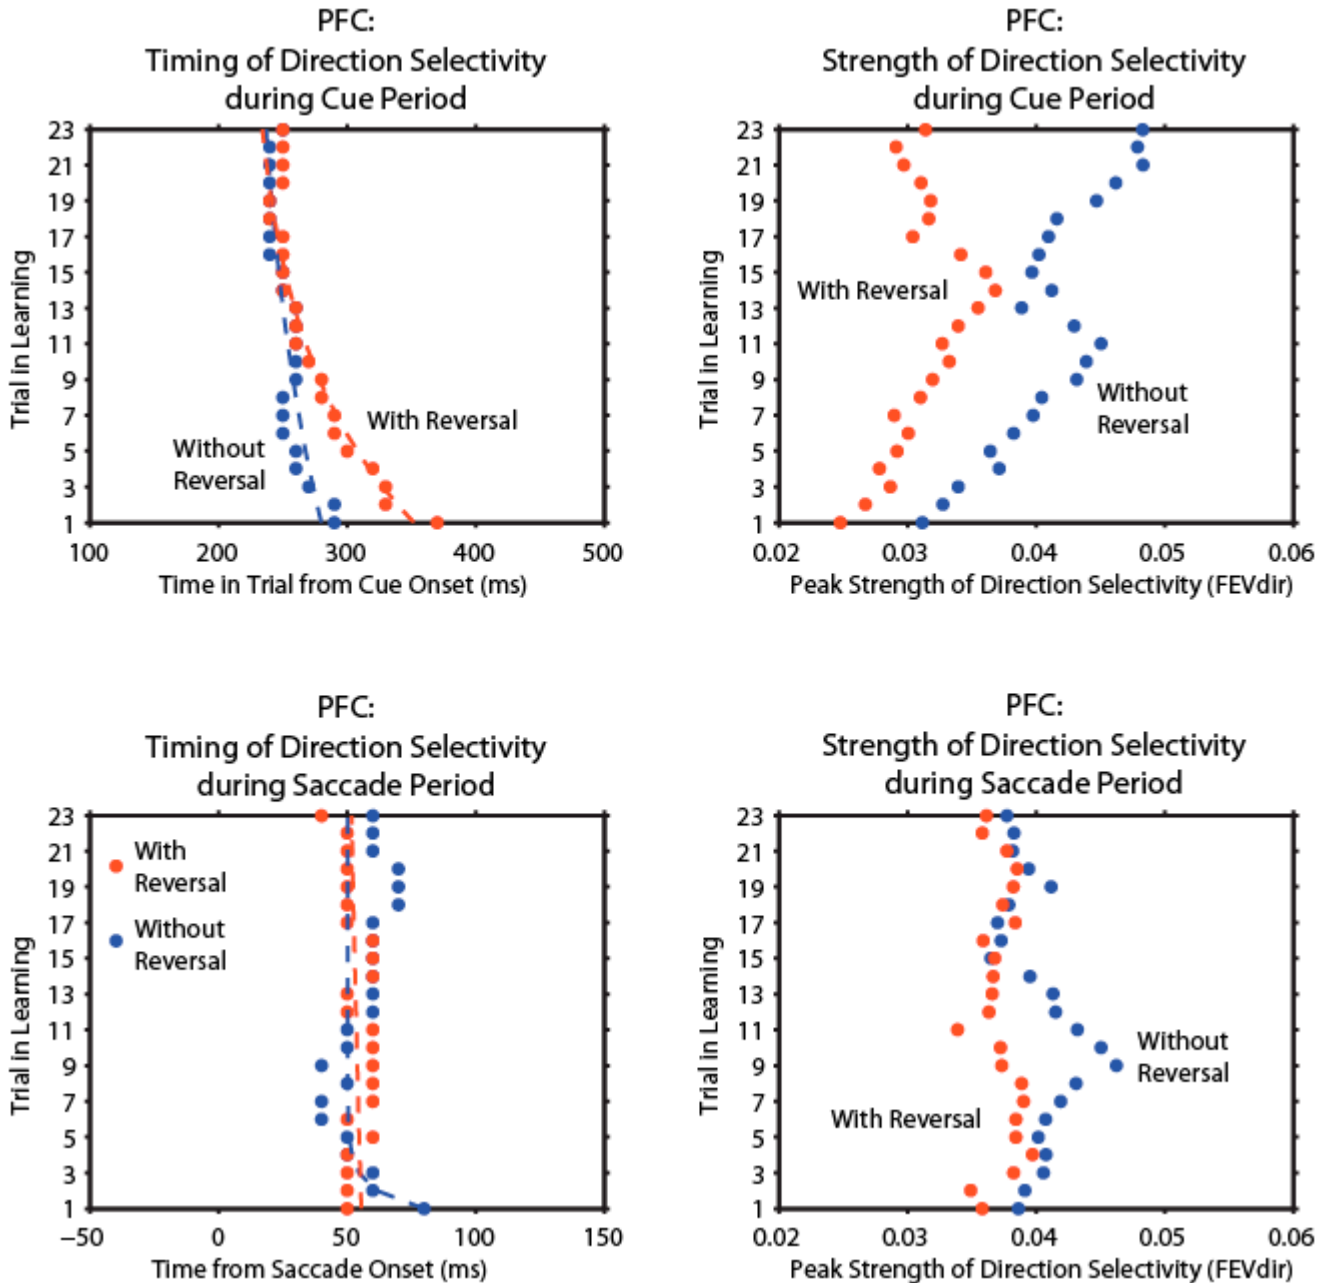 PFC:
Timing of Direction Selectivity
during Cue Period
23
21
19
17
15
13
11
9
7
5
3
1
Trial in Learning
With Reversal
Without
Reversal
100 200 300 400 500
Time in Trial from Cue Onset (ms)
PFC:
Strength of Direction Selectivity
during Cue Period
23
21
19
17
15
13
11
9
7
5
3
1
Trial in Learning
With Reversal
Without
Reversal
0.02 0.03 0.04 0.05 0.06
Peak Strength of Direction Selectivity (FEVdir)
PFC:
Timing of Direction Selectivity
during Saccade Period
23
21
19
17
15
13
11
9
7
5
3
1
Trial in Learning
With
Reversal
Without
Reversal
−50 0 50 100 150
Time from Saccade Onset (ms)
PFC:
Strength of Direction Selectivity
during Saccade Period
23
21
19
17
15
13
11
9
7
5
3
1
Trial in Learning
Without
Reversal
With Reversal
0.02 0.03 0.04 0.05 0.06
Peak Strength of Direction Selectivity (FEVdir)